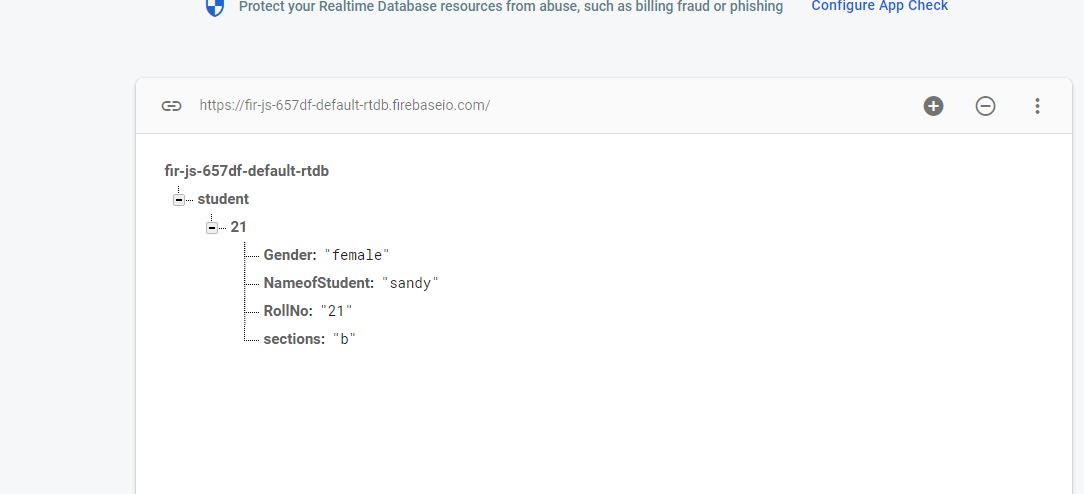 Protect your Realtime Database resources from abuse, such as billing fraud or phishing Configure App Check
https://fir-js-657df-default-rtdb.firebaseio.com/
fir-js-657df-default-rtdb
student
21
Gender: "female"
NameofStudent: "sandy"
RollNo: "21"
sections: "b"